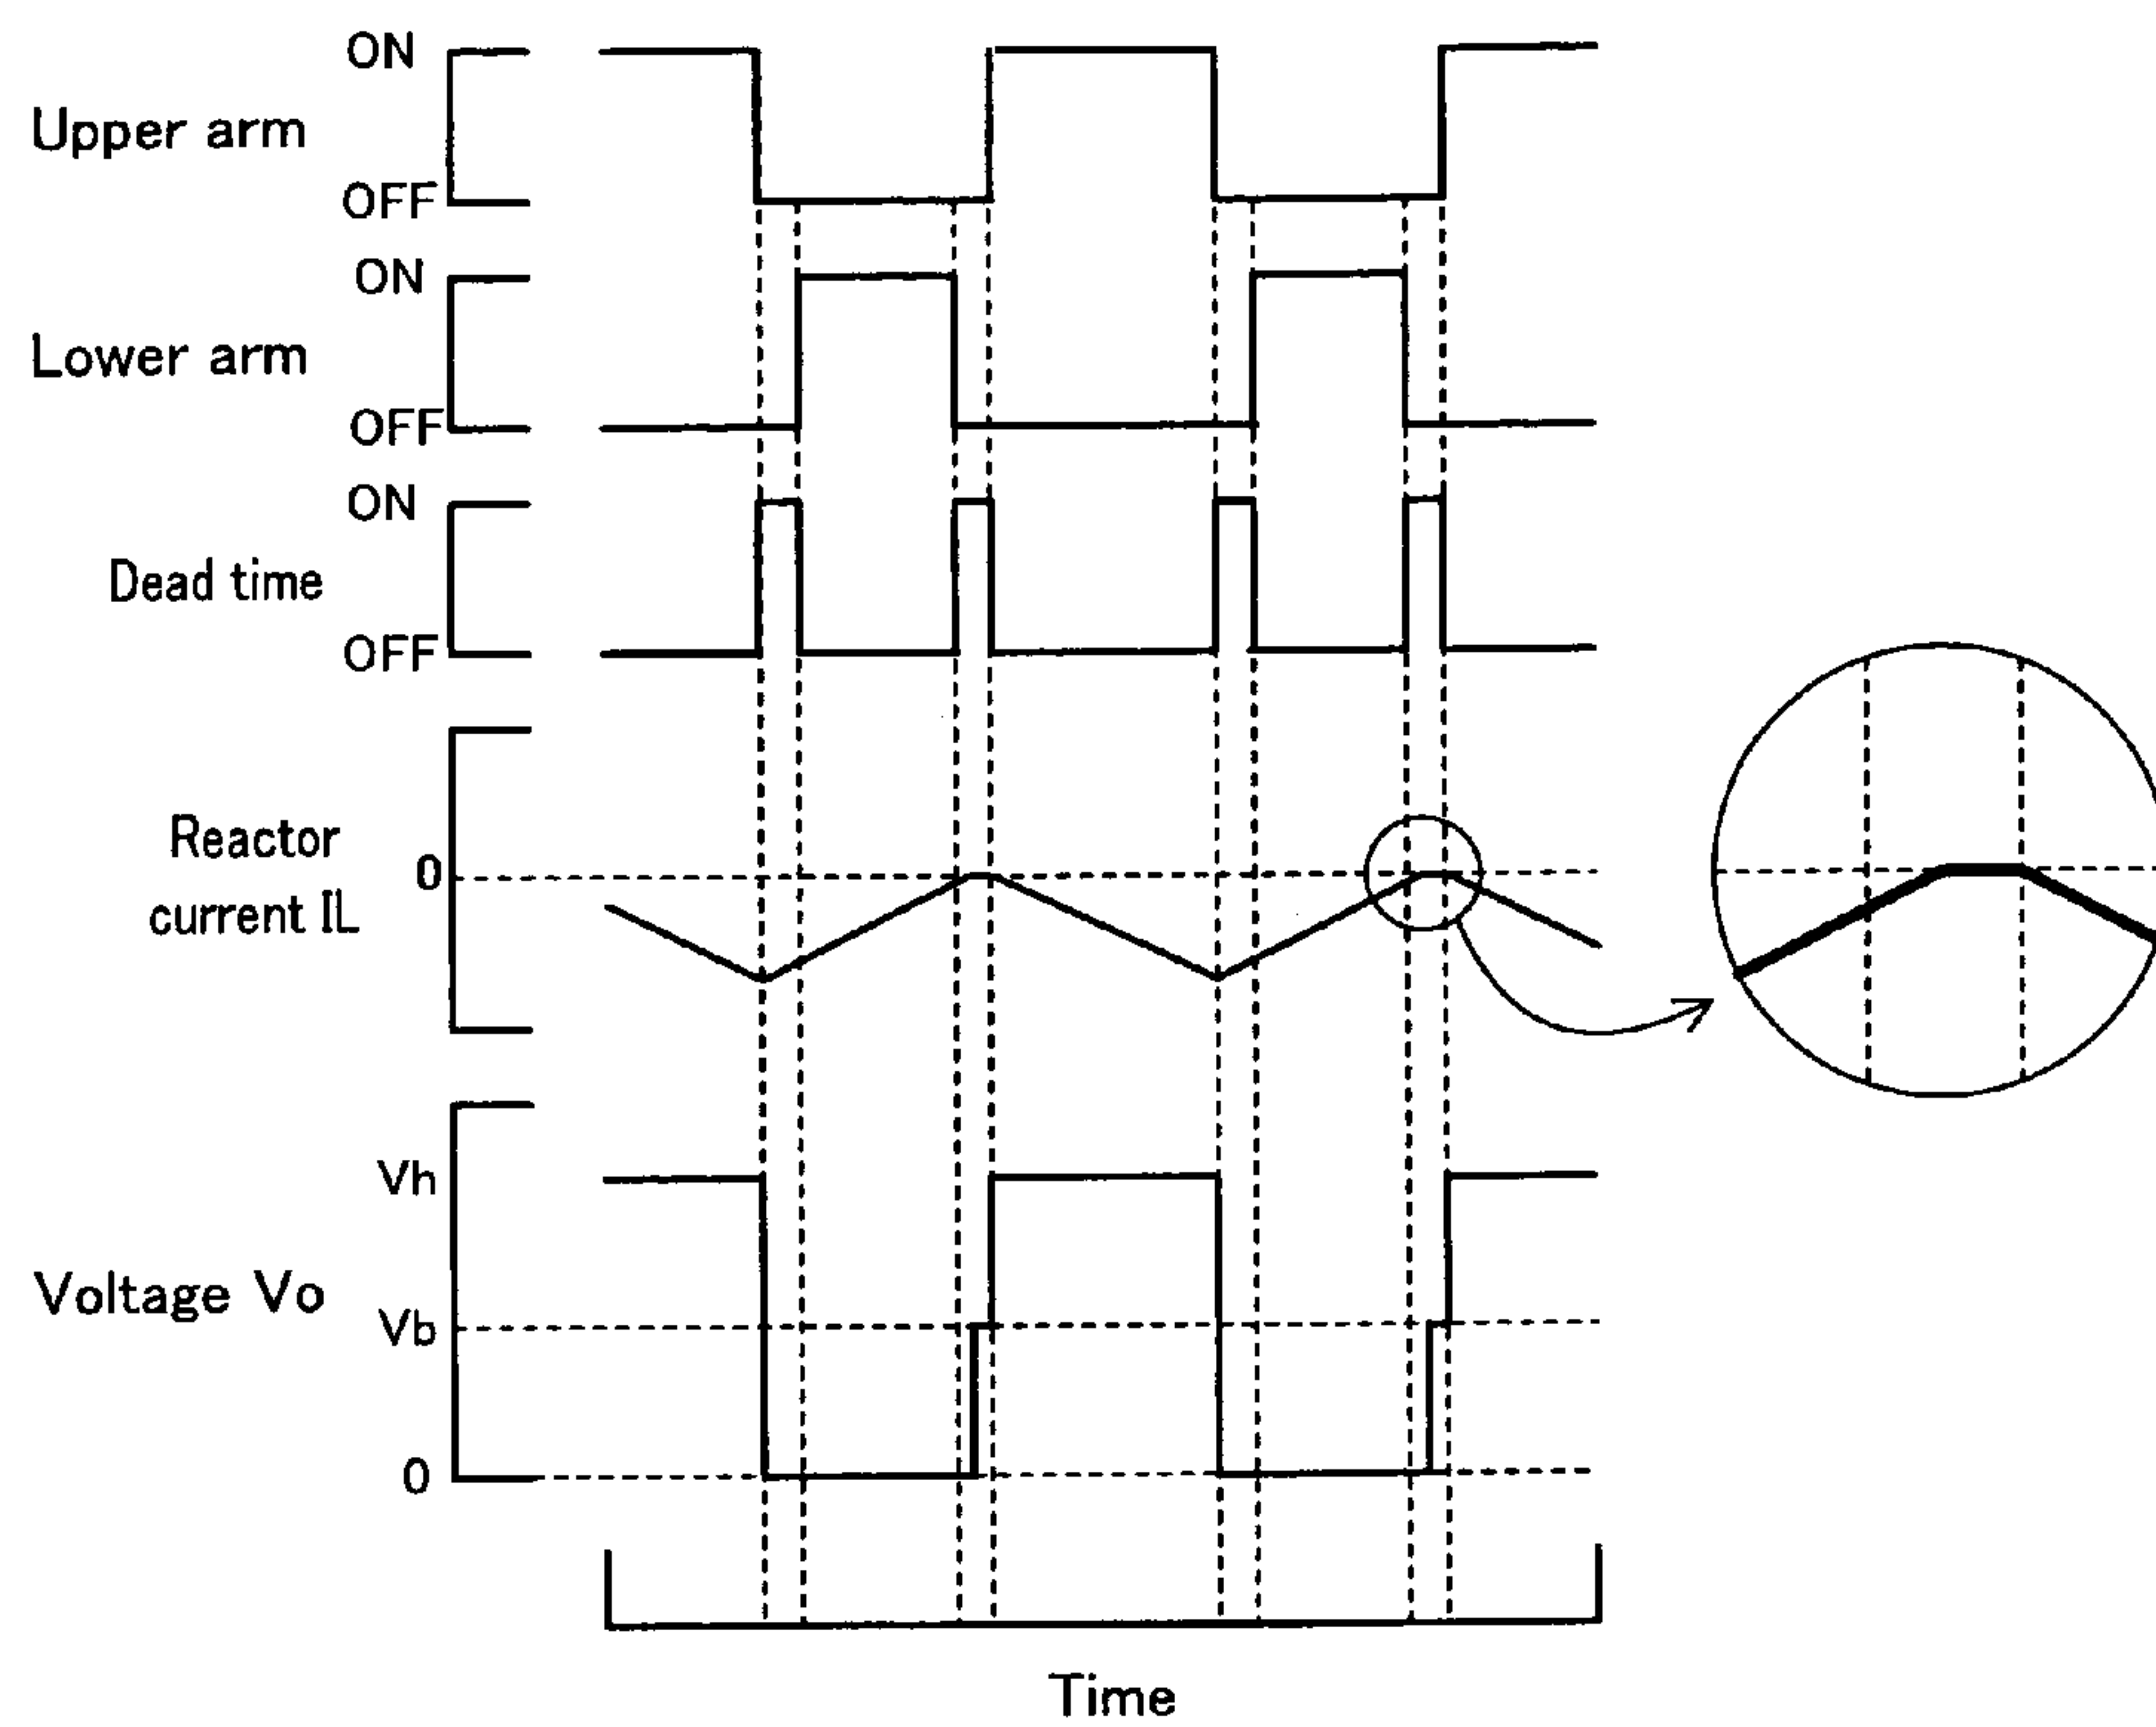 ON
Upper arm
OFF
ON
Lower arm
OFF
ON
Dead time
OFF
Reactor
0
current IL
Vh
Voltage Vo
Vb
0
Time